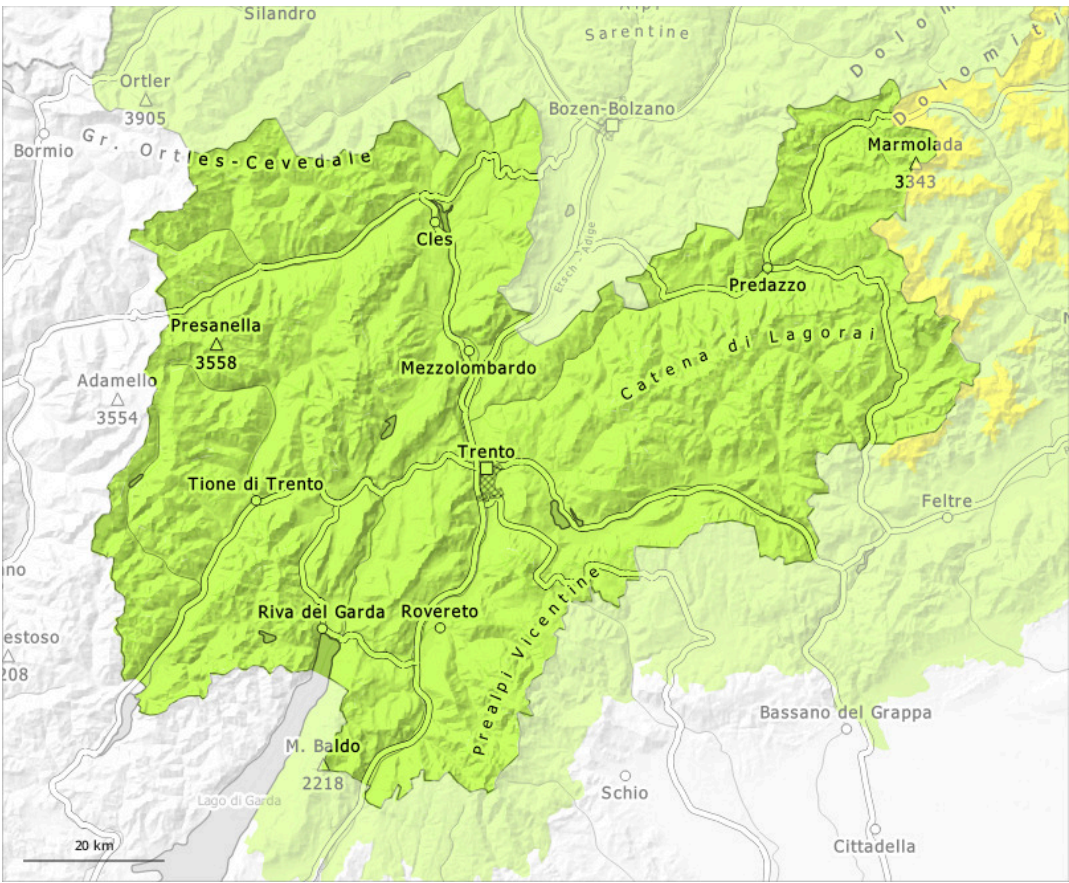 Silandro
Sarentine
Ortler
3905
Bozen-Bolzano
Dolomiti
Bormio
Gr. Ortles-Cevedale
Marmolada
3343
Cles
Etsch - Adige
Predazzo
Presanella
3558
Catena di Lagorai
Mezzolombardo
Adamello
3554
Trento
Tione di Trento
Feltre
Riva del Garda
Rovereto
Prealpi Vicentine
208
Bassano del Grappa
M. Baldo
2218
Lago di Garda
Schio
20 km
Cittadella